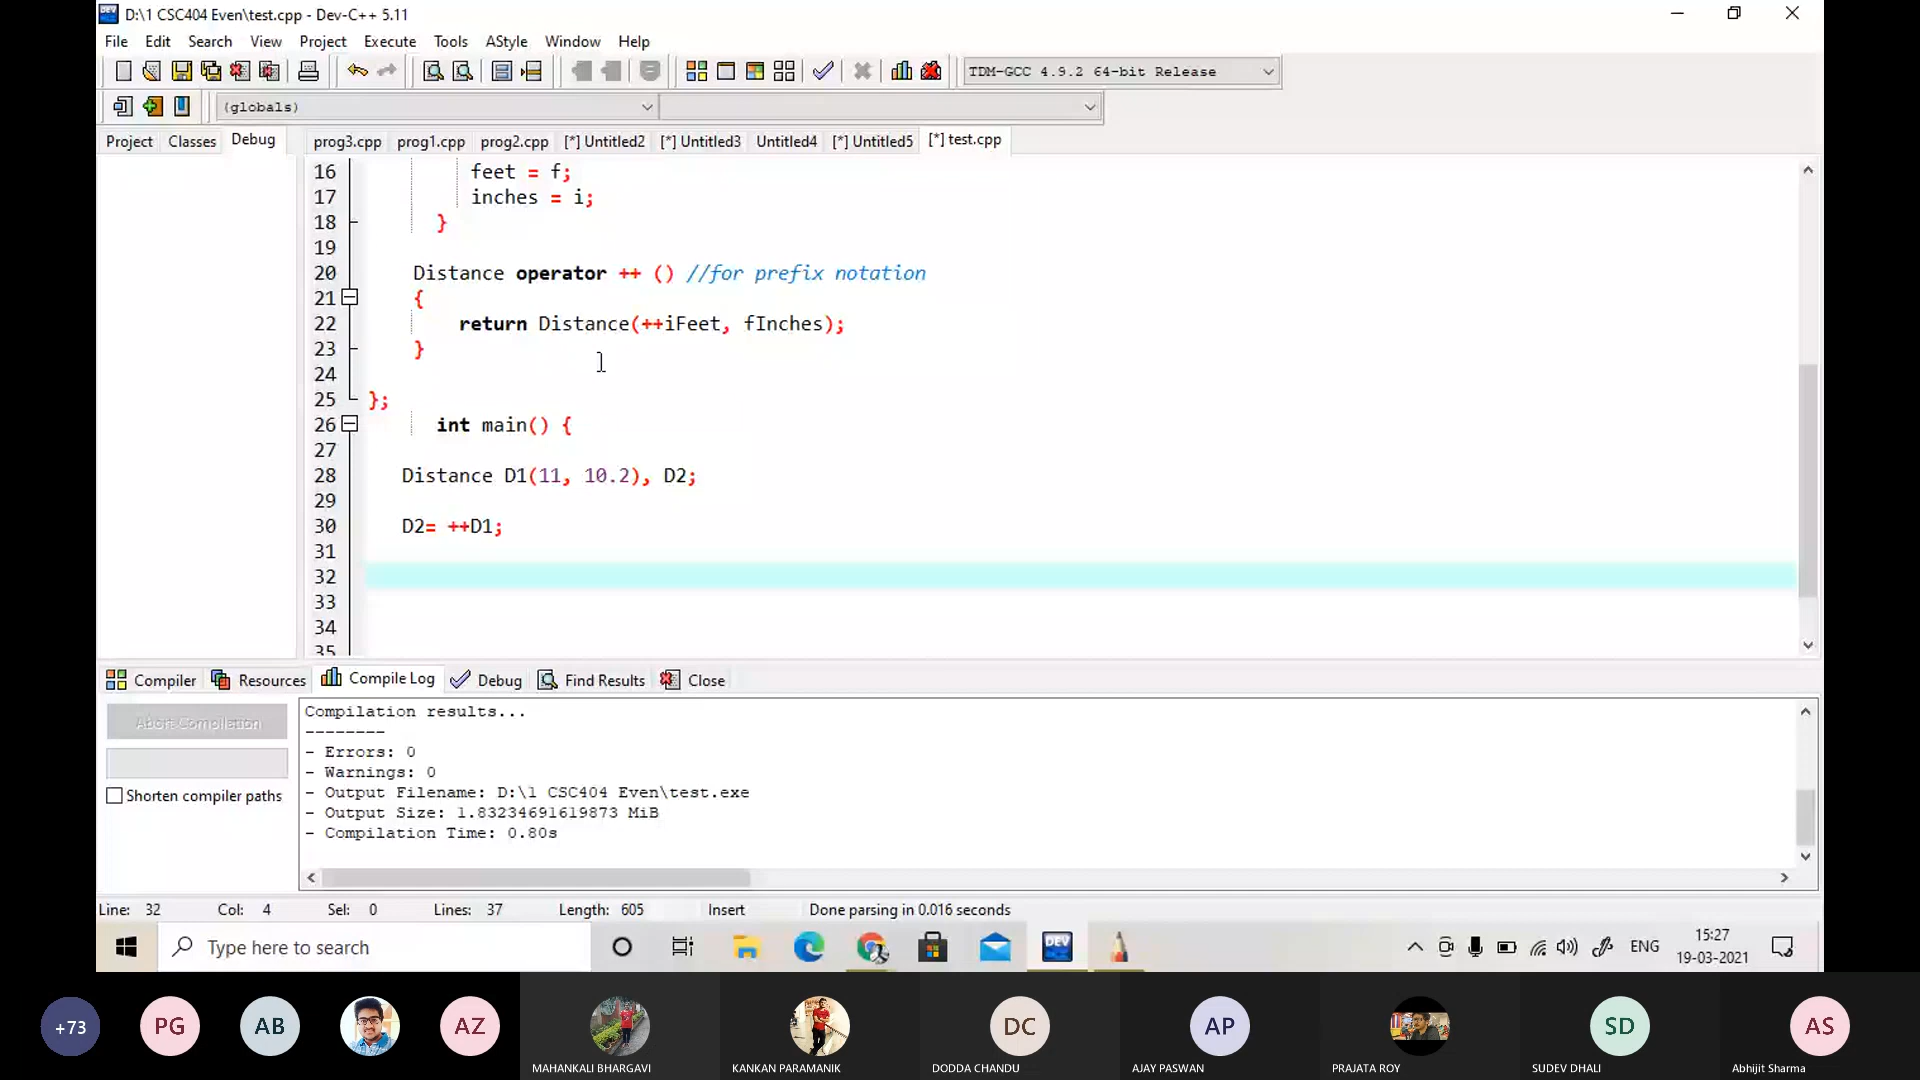 D:\1 CSC404 Even\test.cpp - Dev-C++ 5.11
File Edit Search View Project Execute Tools AStyle Window Help
TDM-GCC 4.9.2 64-bit Release
(globals)
Project Classes Debug prog3.cpp prog1.cpp prog2.cpp [*] Untitled2 [*] Untitled3 Untitled4 [*] Untitled5 [*] test.cpp
16 feet = f;
17 inches = i;
18 }
19
20 Distance operator ++ () //for prefix notation
21 {
22 return Distance(++iFeet, fInches);
23 }
24
25 };
26 int main() {
27
28 Distance D1(11, 10.2), D2;
29
30 D2= ++D1;
31
32
33
34
35
Compiler Resources Compile Log Debug Find Results Close
Abort Compilation
Shorten compiler paths
Compilation results...
--------
- Errors: 0
- Warnings: 0
- Output Filename: D:\1 CSC404 Even\test.exe
- Output Size: 1.83234691619873 MiB
- Compilation Time: 0.80s
Line: 32 Col: 4 Sel: 0 Lines: 37 Length: 605 Insert Done parsing in 0.016 seconds
Type here to search
DEV
ENG
15:27
19-03-2021
+73 PG AB AZ DC AP SD AS
MAHANKALI BHARGAVI KANKAN PARAMANIK DODDA CHANDU AJAY PASWAN PRAJATA ROY SUDEV DHALI Abhijit Sharma